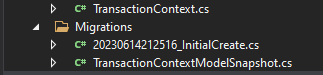 C# TransactionContext.cs
Migrations
C# 20230614212516_InitialCreate.cs
C# TransactionContextModelSnapshot.cs